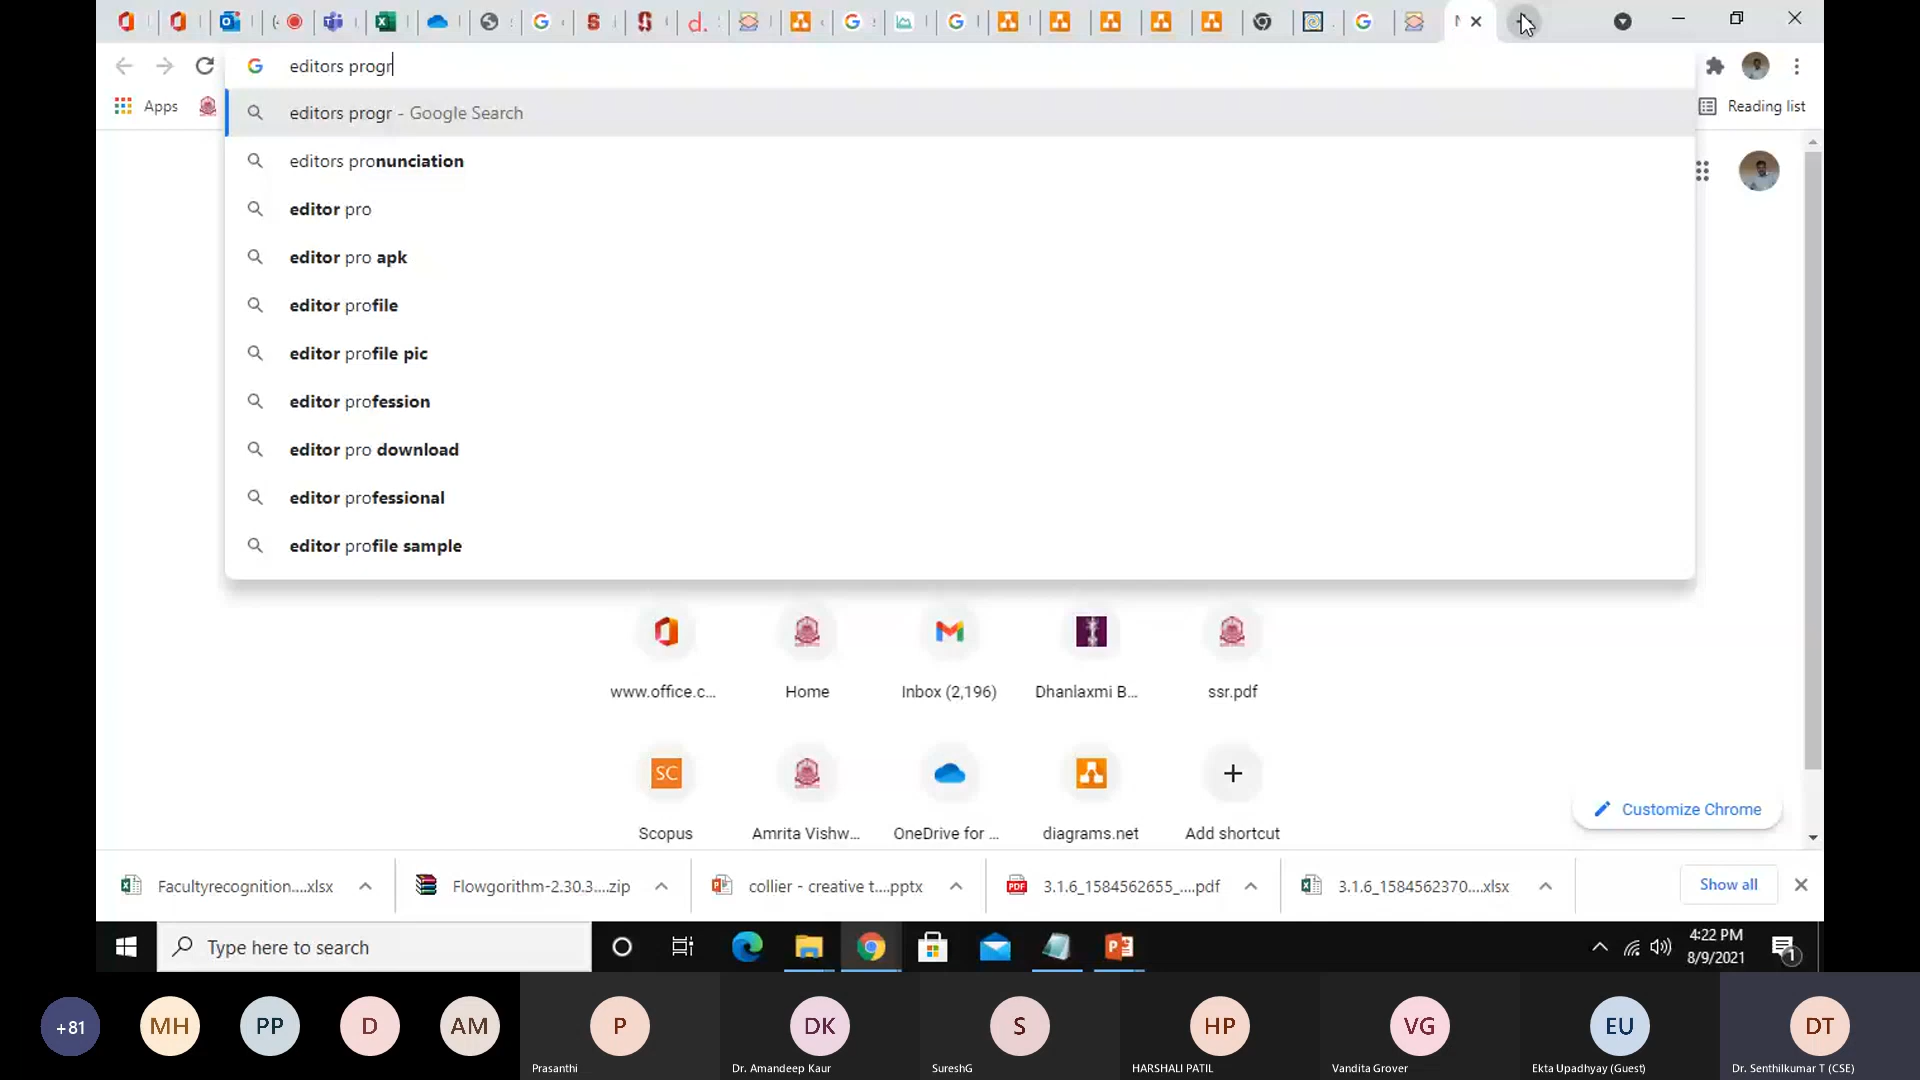 editors progr
editors progr - Google Search
Apps
Reading list
editors pronunciation
editor pro
editor pro apk
editor profile
editor profile pic
editor profession
editor pro download
editor professional
editor profile sample
www.office.c...
Home
Inbox (2,196)
Dhanlaxmi B...
ssr.pdf
SC
Scopus
Amrita Vishw...
OneDrive for ...
diagrams.net
Add shortcut
Customize Chrome
Facultyrecognition....xlsx
Flowgorithm-2.30.3....zip
collier - creative t....pptx
PDF
3.1.6_1584562655_....pdf
3.1.6_1584562370....xlsx
Show all
Type here to search
4:22 PM
8/9/2021
1
+81
MH
PP
D
AM
P
DK
S
HP
VG
EU
DT
Prasanthi
Dr. Amandeep Kaur
SureshG
HARSHALI PATIL
Vandita Grover
Ekta Upadhyay (Guest)
Dr. Senthilkumar T (CSE)